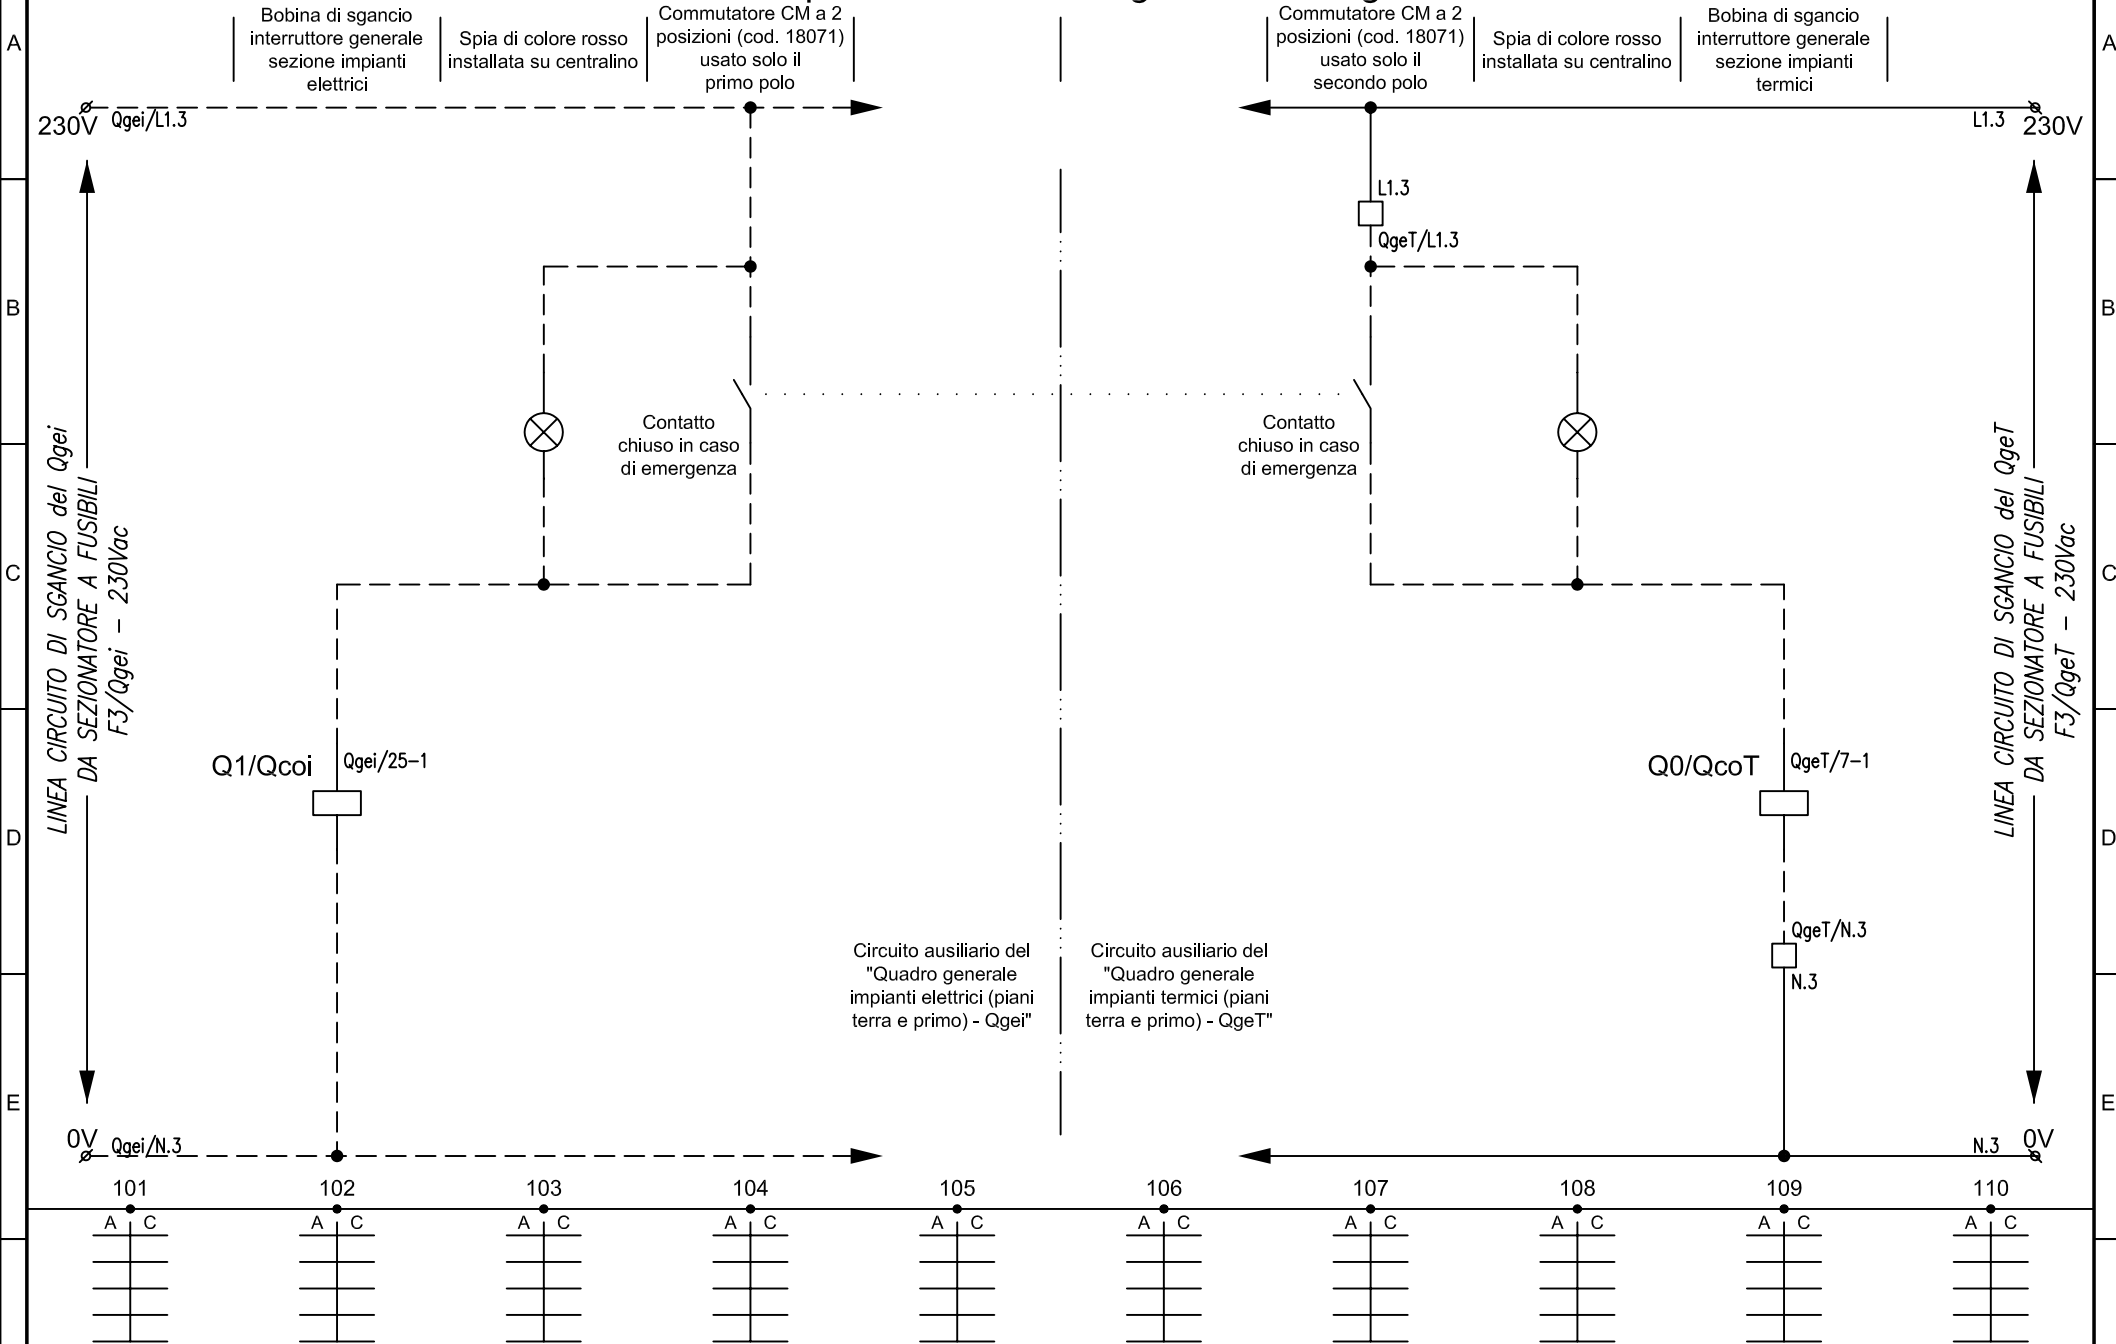 A
Bobina di sgancio
interruttore generale
sezione impianti
elettrici
Spia di colore rosso
installata su centralino
Commutatore CM a 2
posizioni (cod. 18071)
usato solo il
primo polo
Commutatore CM a 2
posizioni (cod. 18071)
usato solo il
secondo polo
Spia di colore rosso
installata su centralino
Bobina di sgancio
interruttore generale
sezione impianti
termici
A
230V
Qgei/L1.3
L1.3
230V
L1.3
QgeT/L1.3
B
B
Contatto
chiuso in caso
di emergenza
Contatto
chiuso in caso
di emergenza
LINEA CIRCUITO DI SGANCIO del Qgei
DA SEZIONATORE A FUSIBILI
F3/Qgei - 230Vac
LINEA CIRCUITO DI SGANCIO del QgeT
DA SEZIONATORE A FUSIBILI
F3/QgeT - 230Vac
C
C
Q1/Qcoi
Qgei/25-1
Q0/QcoT
QgeT/7-1
D
D
QgeT/N.3
N.3
Circuito ausiliario del
"Quadro generale
impianti elettrici (piani
terra e primo) - Qgei"
Circuito ausiliario del
"Quadro generale
impianti termici (piani
terra e primo) - QgeT"
E
E
0V
Qgei/N.3
N.3
0V
101 102 103 104 105 106 107 108 109 110
A C A C A C A C A C A C A C A C A C A C